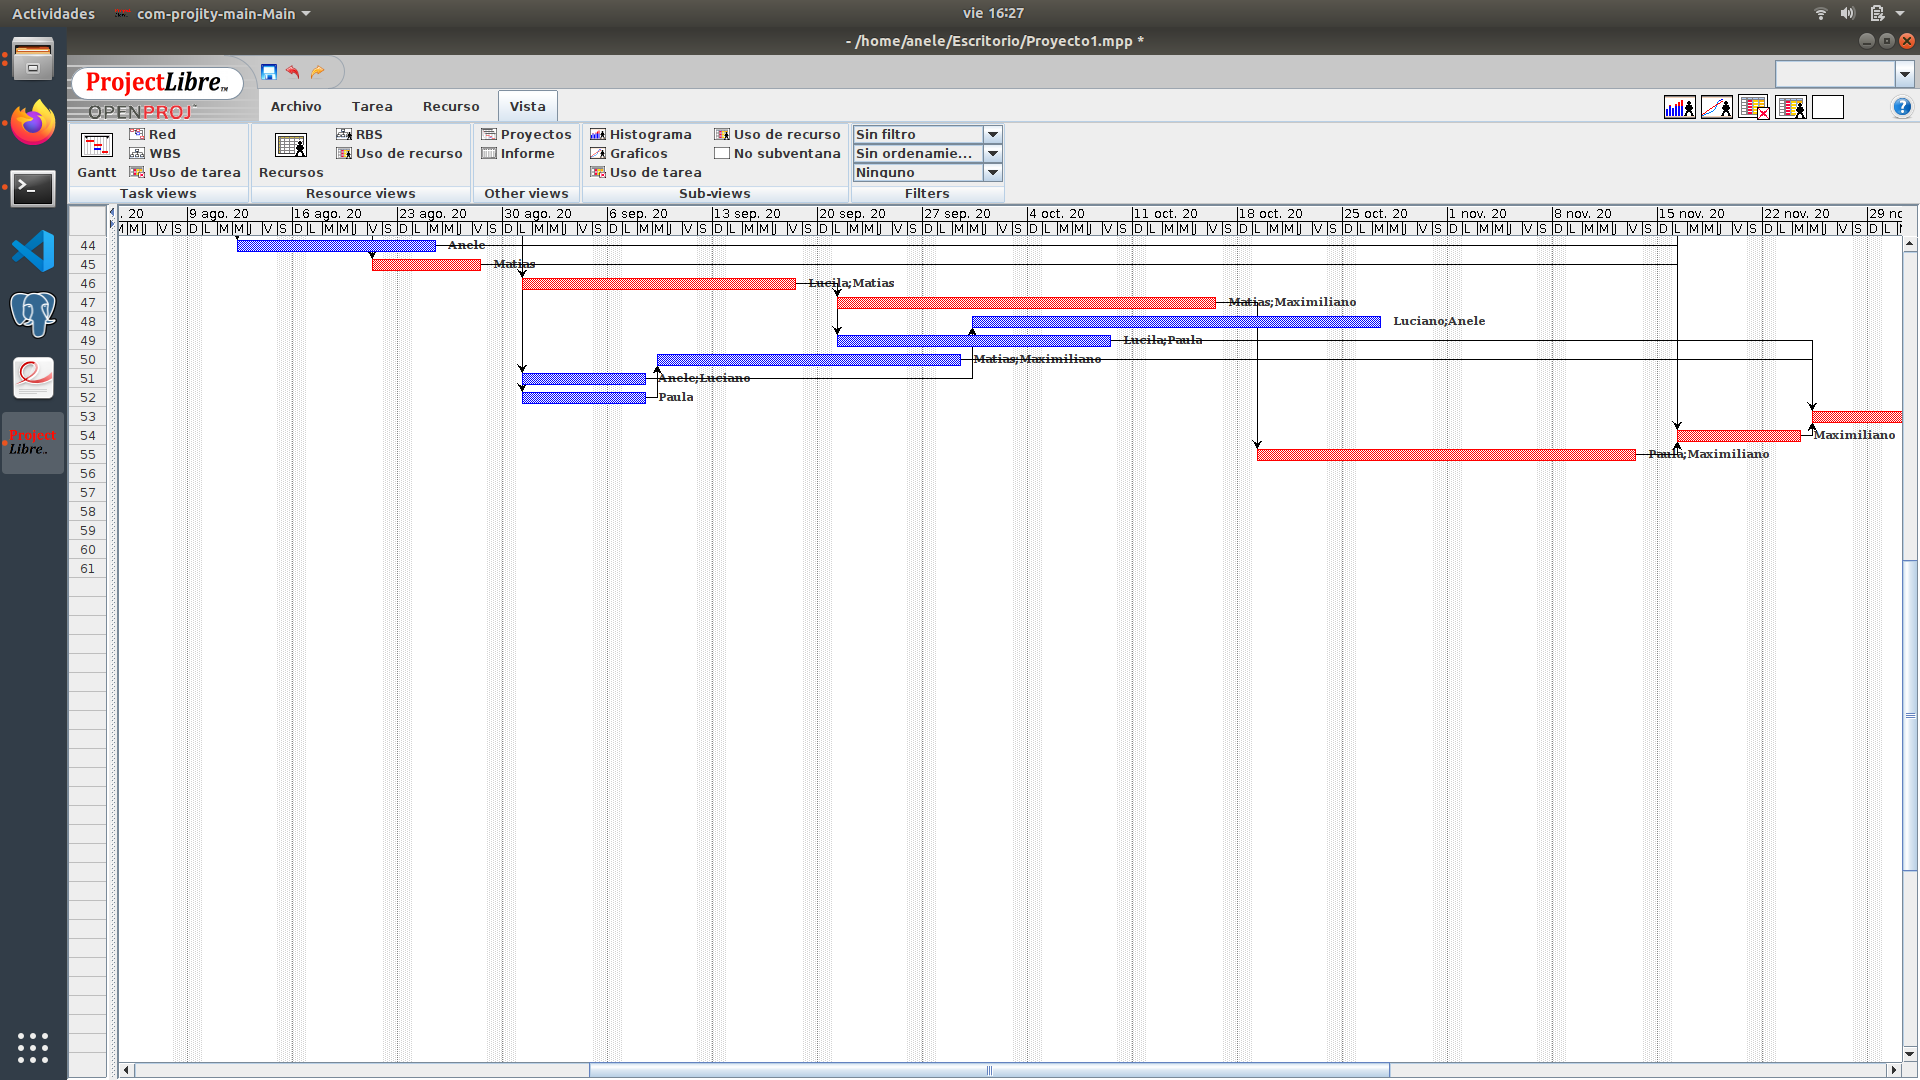 Actividades com-projity-main-Main vie 16:27
- /home/anele/Escritorio/Proyecto1.mpp *
ProjectLibre™
OPENPROJ
Archivo Tarea Recurso Vista
Gantt Red WBS Uso de tarea
Task views
Recursos RBS Uso de recurso
Resource views
Proyectos Informe
Other views
Histograma Graficos Uso de tarea Uso de recurso No subventana
Sub-views
Sin filtro
Sin ordenamie...
Ninguno
Filters
. 20 9 ago. 20 16 ago. 20 23 ago. 20 30 ago. 20 6 sep. 20 13 sep. 20 20 sep. 20 27 sep. 20 4 oct. 20 11 oct. 20 18 oct. 20 25 oct. 20 1 nov. 20 8 nov. 20 15 nov. 20 22 nov. 20 29 no
44 Anele
45 Matias
46 Lucila;Matias
47 Matias;Maximiliano
48 Luciano;Anele
49 Lucila;Paula
50 Matias;Maximiliano
51 Anele;Luciano
52 Paula
53
54 Maximiliano
55 Paula;Maximiliano
56
57
58
59
60
61
Project
Libre..